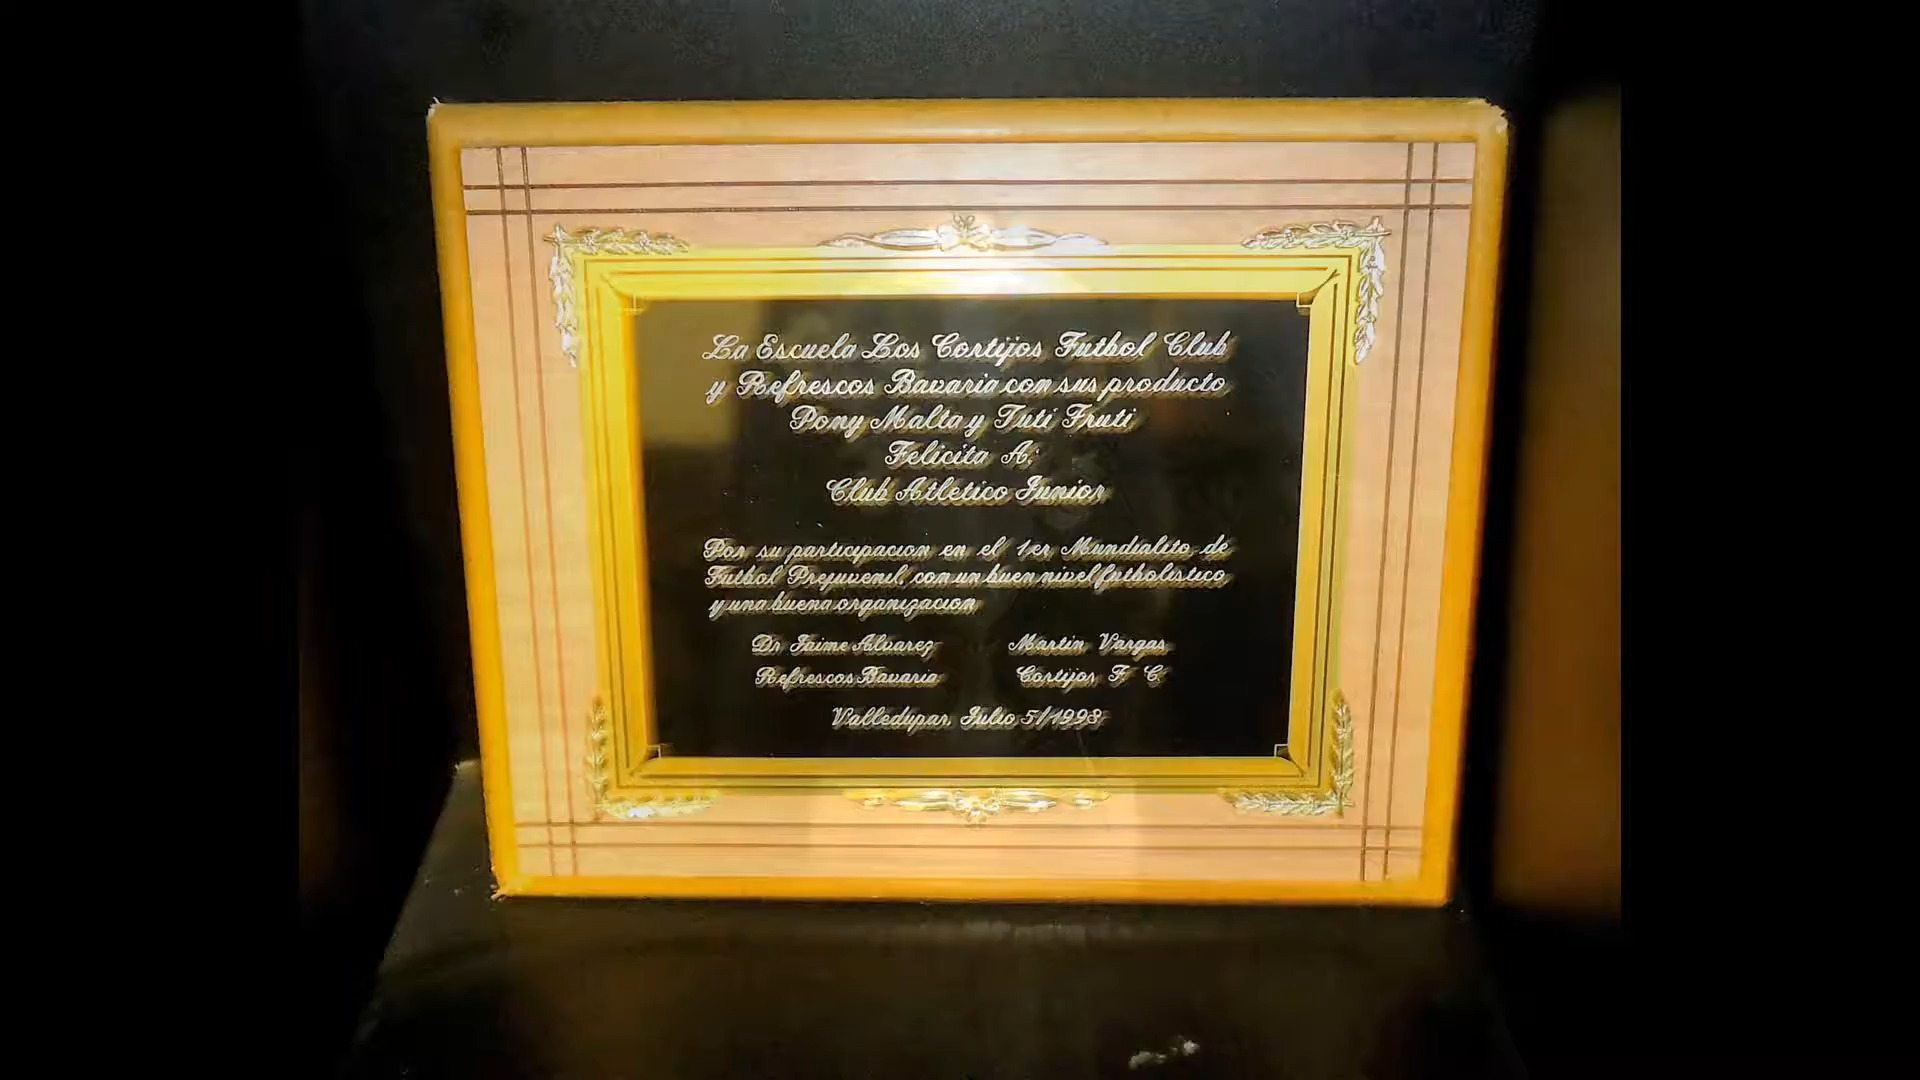 La Escuela Los Cortijos Futbol Club
y Refrescos Bavaria con sus producto
Pony Malta y Tuti Fruti
Felicita A:
Club Atletico Junior
Por su participacion en el 1er Mundialito de
Futbol Prejuvenil, con un buen nivel futbolistico
y una buena organizacion
Dr Jaime Alvarez Martin Vargas
Refrescos Bavaria Cortijos F C
Valledupar, Julio 5/1998